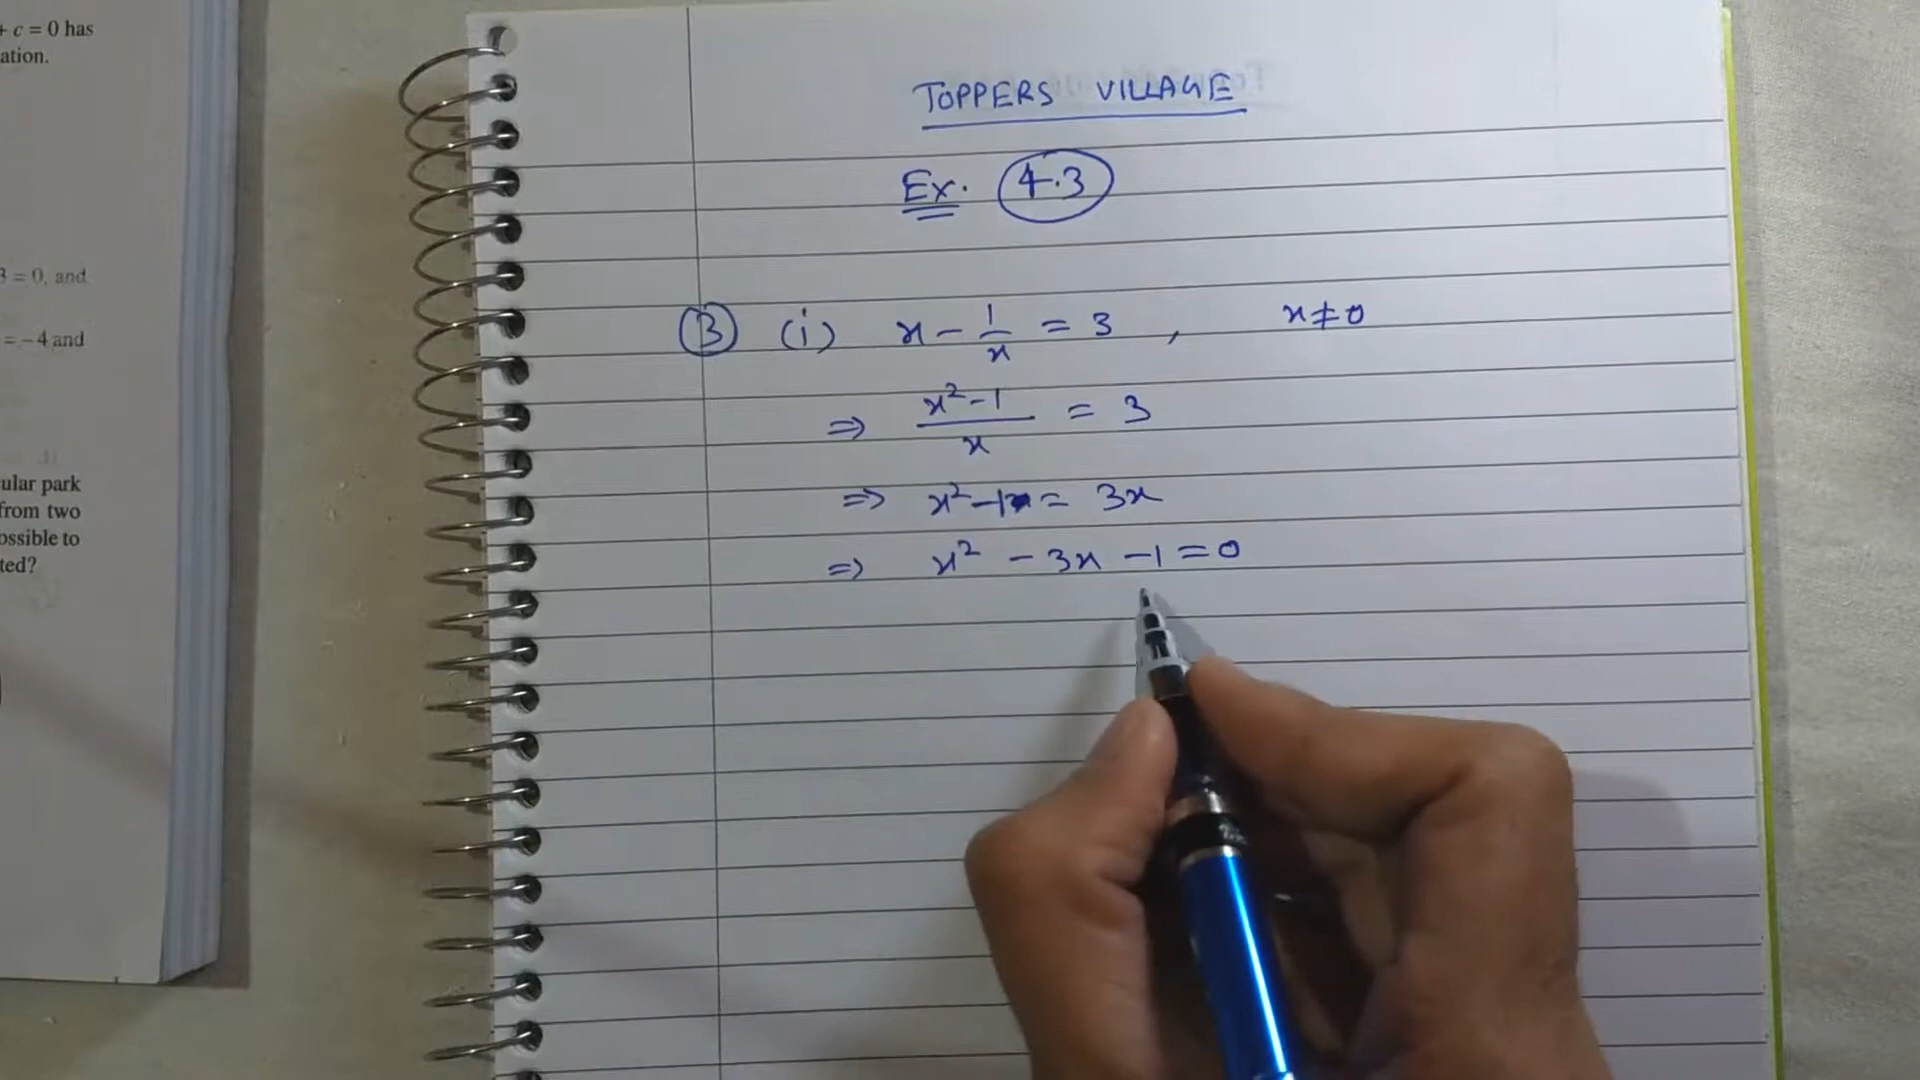 + c = 0 has
ation.
3 = 0, and
= −4 and
ular park
from two
ossible to
ted?
TOPPERS VILLAGE
Ex. 4.3
3 (i) x - 1/x = 3 , x ≠ 0
⇒ x² - 1 / x = 3
⇒ x² - 1 = 3x
⇒ x² - 3x - 1 = 0